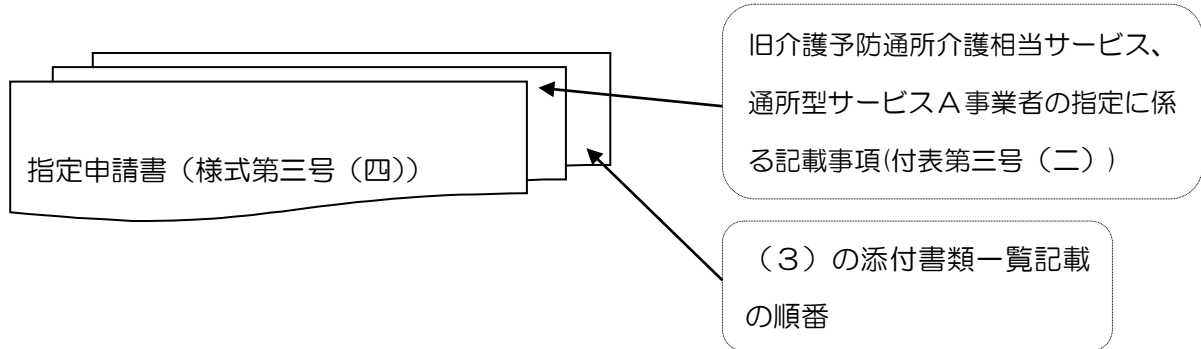 旧介護予防通所介護相当サービス、
通所型サービスA事業者の指定に係
る記載事項(付表第三号（二）)
指定申請書（様式第三号（四））
（３）の添付書類一覧記載
の順番